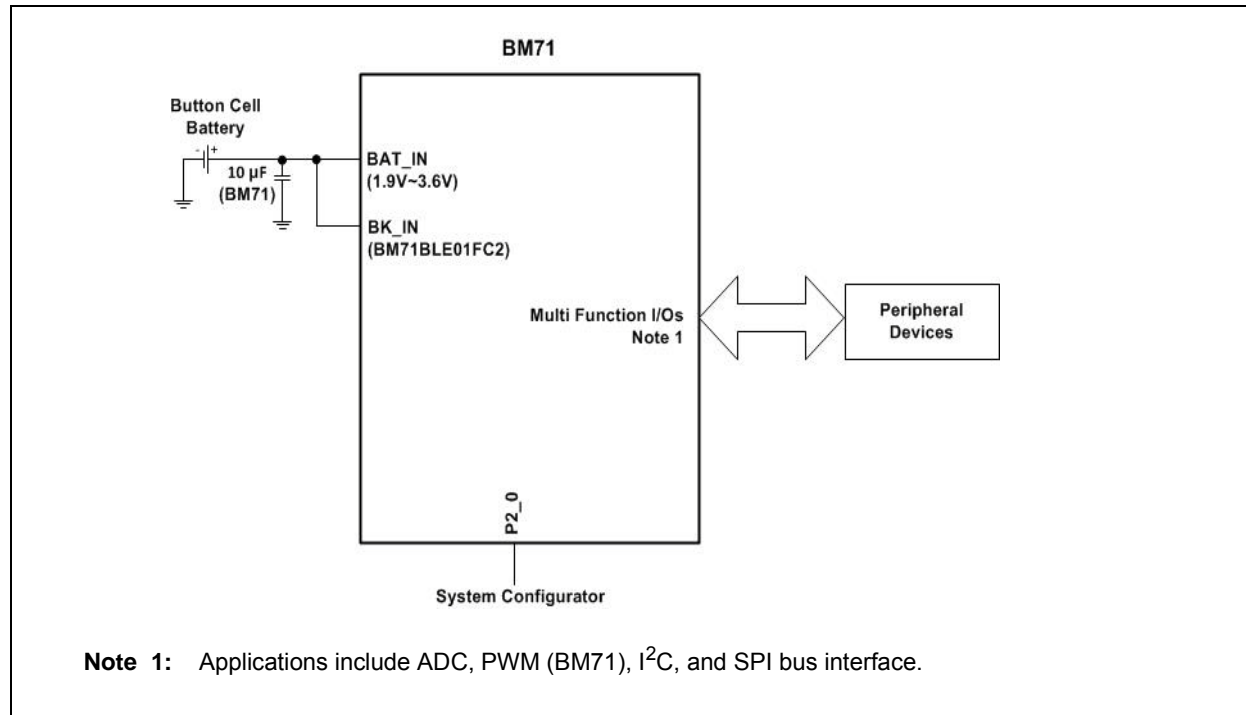 BM71
Button Cell
Battery
- +
10 µF
(BM71)
BAT_IN
(1.9V~3.6V)
BK_IN
(BM71BLE01FC2)
Multi Function I/Os
Note 1
Peripheral
Devices
P2_0
System Configurator
Note 1: Applications include ADC, PWM (BM71), I²C, and SPI bus interface.